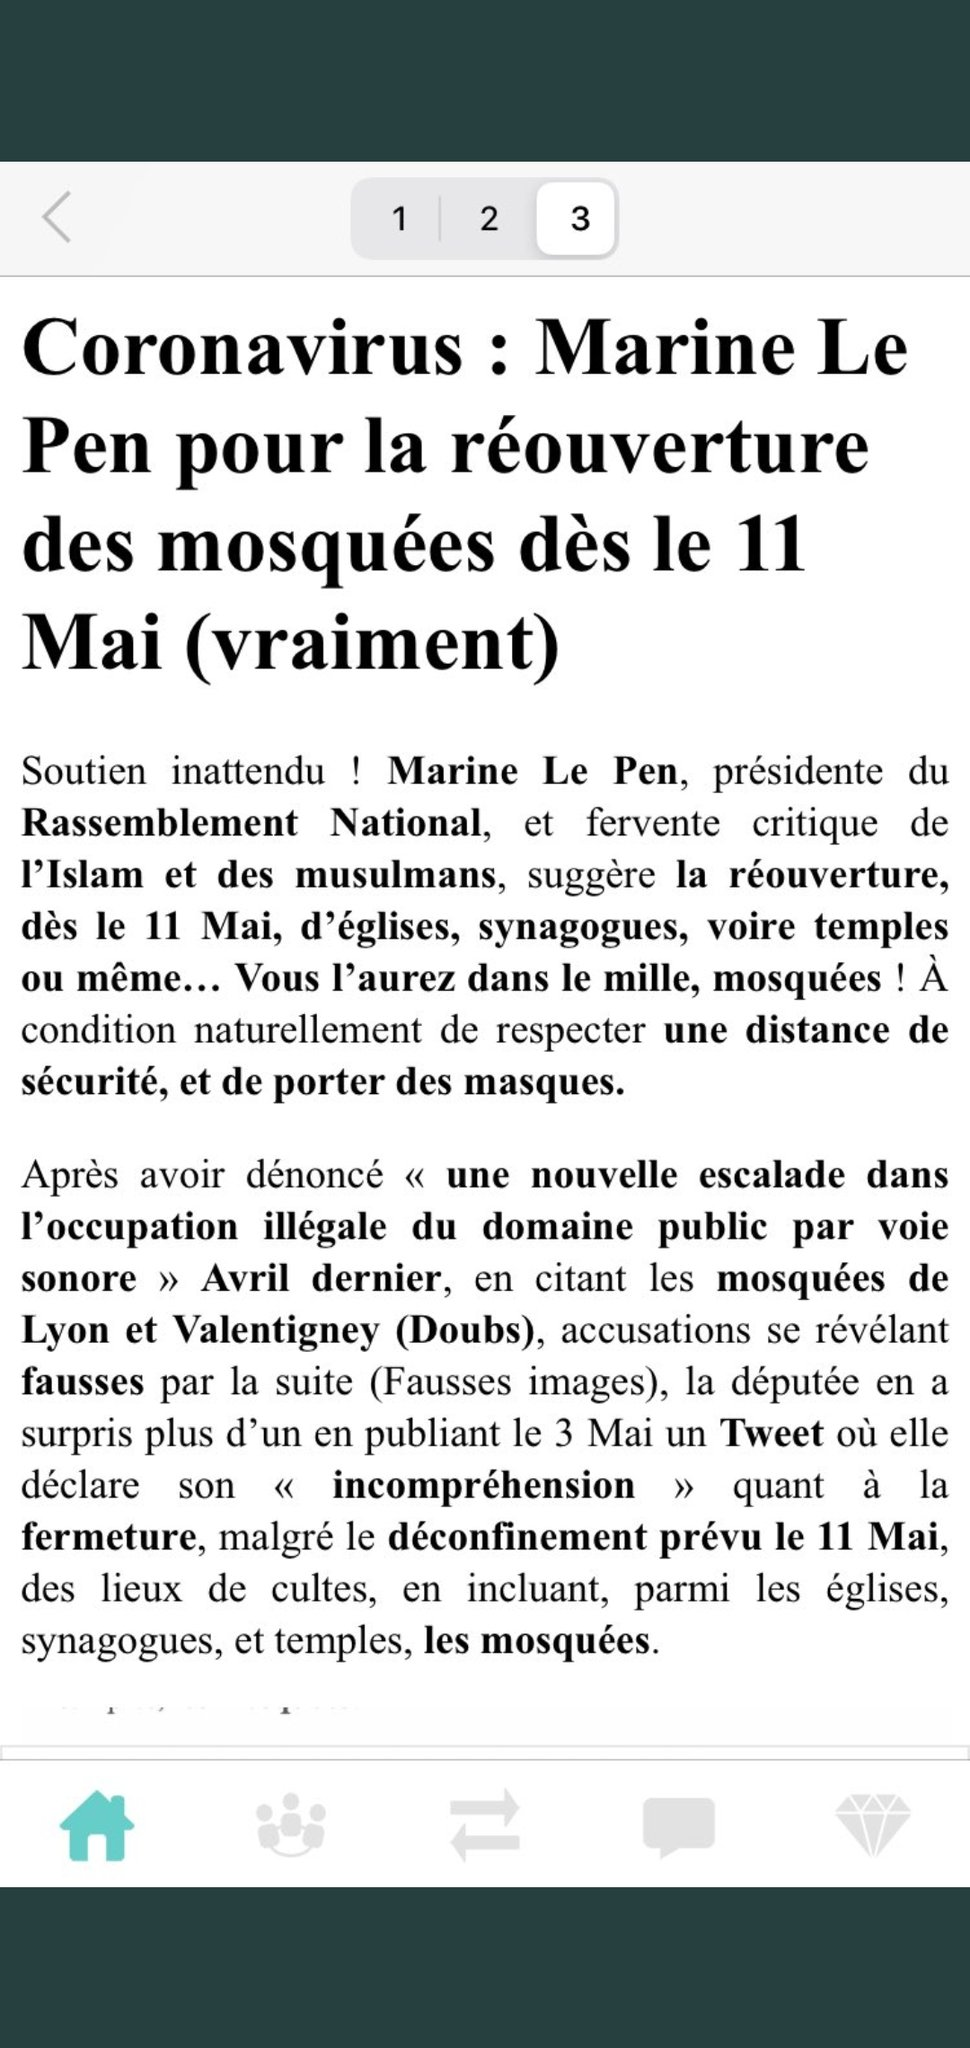 1
2
3
Coronavirus : Marine Le
Pen pour la réouverture
des mosquées dès le 11
Mai (vraiment)
Soutien inattendu ! Marine Le Pen, présidente du
Rassemblement National, et fervente critique de
l’Islam et des musulmans, suggère la réouverture,
dès le 11 Mai, d’églises, synagogues, voire temples
ou même… Vous l’aurez dans le mille, mosquées ! À
condition naturellement de respecter une distance de
sécurité, et de porter des masques.
Après avoir dénoncé « une nouvelle escalade dans
l’occupation illégale du domaine public par voie
sonore » Avril dernier, en citant les mosquées de
Lyon et Valentigney (Doubs), accusations se révélant
fausses par la suite (Fausses images), la députée en a
surpris plus d’un en publiant le 3 Mai un Tweet où elle
déclare son « incompréhension » quant à la
fermeture, malgré le déconfinement prévu le 11 Mai,
des lieux de cultes, en incluant, parmi les églises,
synagogues, et temples, les mosquées.